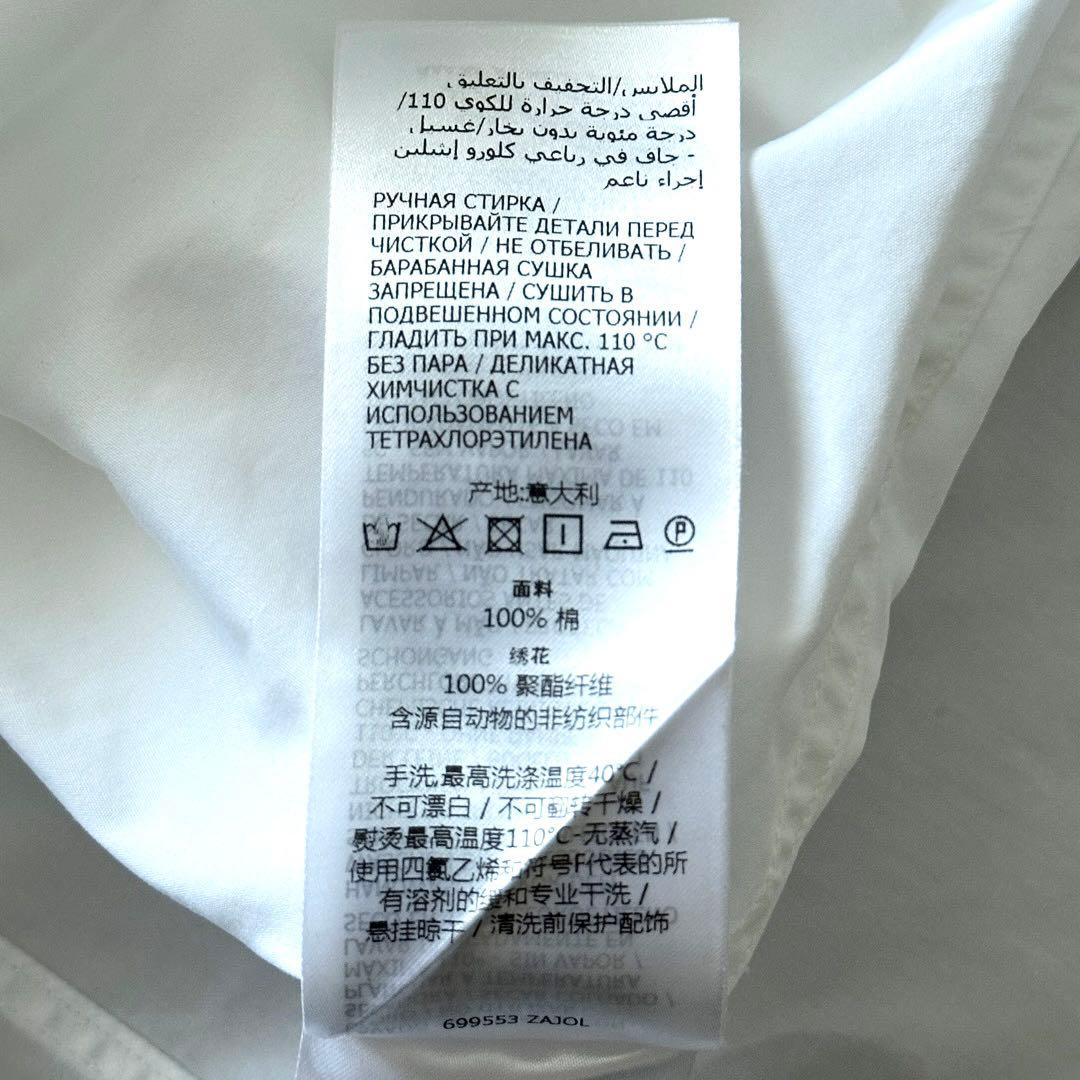 الملابس/التجفيف بالتعليق،
أقصى درجة حرارة للكوي 110/
درجة مئوية بدون بخار/غسيل
- جاف في رباعي كلورو إيثيلين
إجراء ناعم
РУЧНАЯ СТИРКА /
ПРИКРЫВАЙТЕ ДЕТАЛИ ПЕРЕД
ЧИСТКОЙ / НЕ ОТБЕЛИВАТЬ /
БАРАБАННАЯ СУШКА
ЗАПРЕЩЕНА / СУШИТЬ В
ПОДВЕШЕННОМ СОСТОЯНИИ /
ГЛАДИТЬ ПРИ МАКС. 110 °C
БЕЗ ПАРА / ДЕЛИКАТНАЯ
ХИМЧИСТКА С
ИСПОЛЬЗОВАНИЕМ
ТЕТРАХЛОРЭТИЛЕНА
产地:意大利
P
面料
100% 棉
绣花
100% 聚酯纤维
含源自动物的非纺织部件
手洗,最高洗涤温度40℃ /
不可漂白 / 不可翻转干燥 /
熨烫最高温度110℃-无蒸汽 /
使用四氯乙烯和符号F代表的所
有溶剂的缓和专业干洗 /
悬挂晾干 / 清洗前保护配饰
699553 ZAJOL